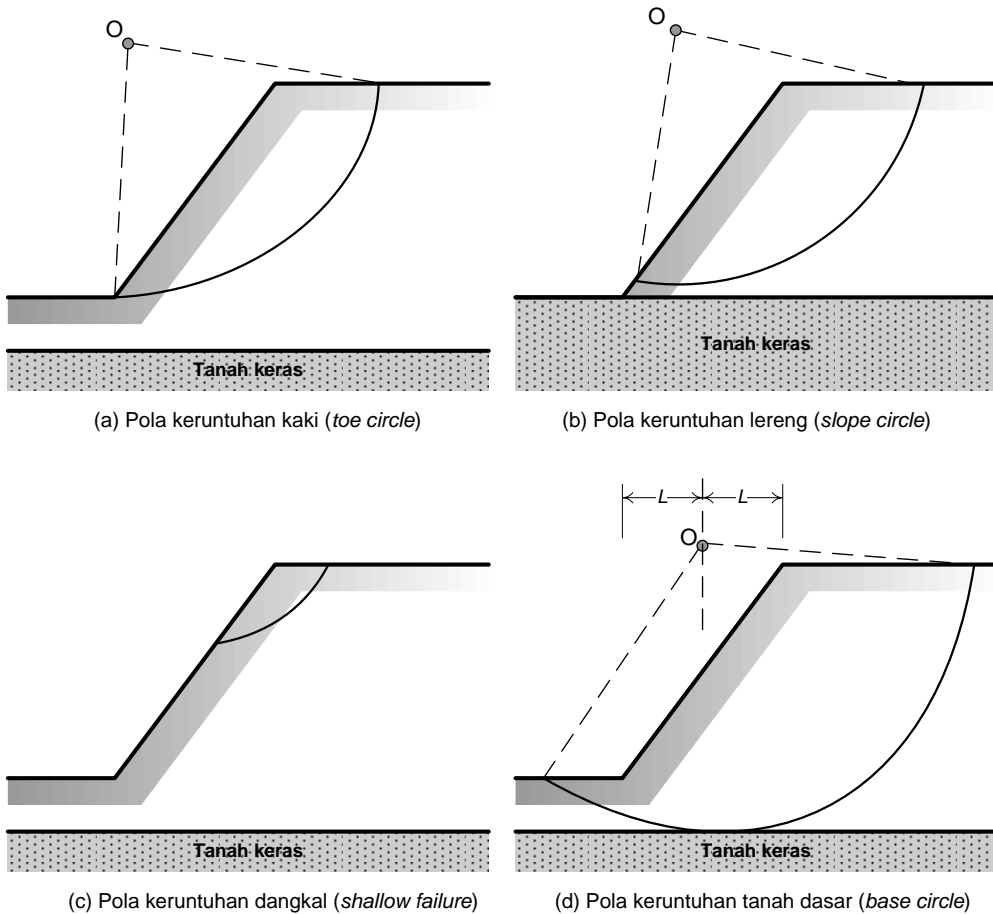 O
Tanah keras
(a) Pola keruntuhan kaki (toe circle)
O
Tanah keras
(b) Pola keruntuhan lereng (slope circle)
Tanah keras
(c) Pola keruntuhan dangkal (shallow failure)
L L
O
Tanah keras
(d) Pola keruntuhan tanah dasar (base circle)